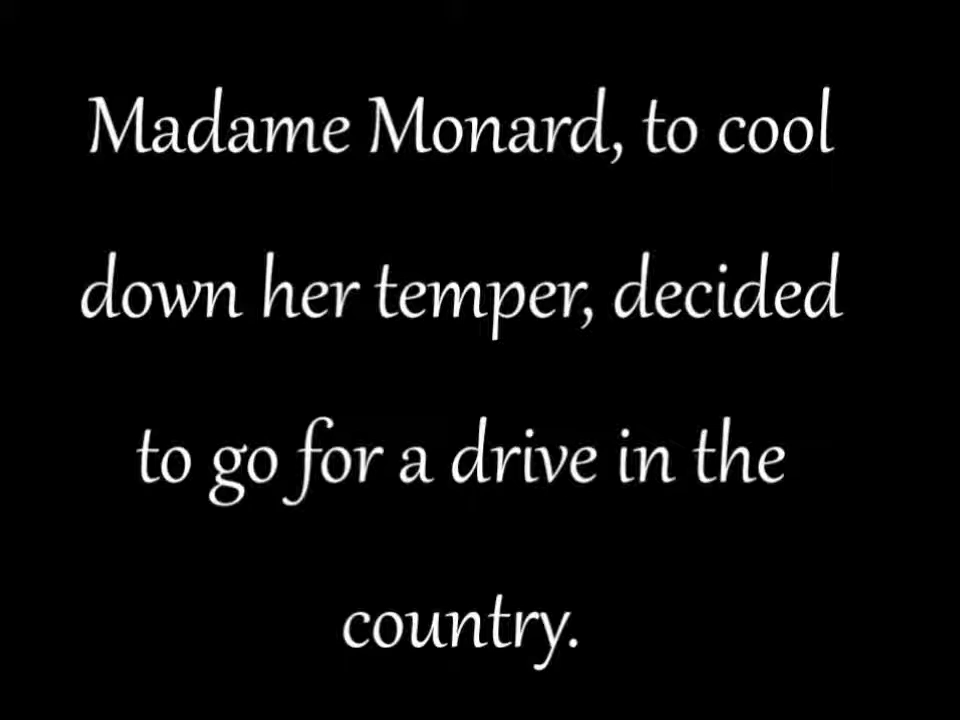 Madame Monard, to cool
down her temper, decided
to go for a drive in the
country.